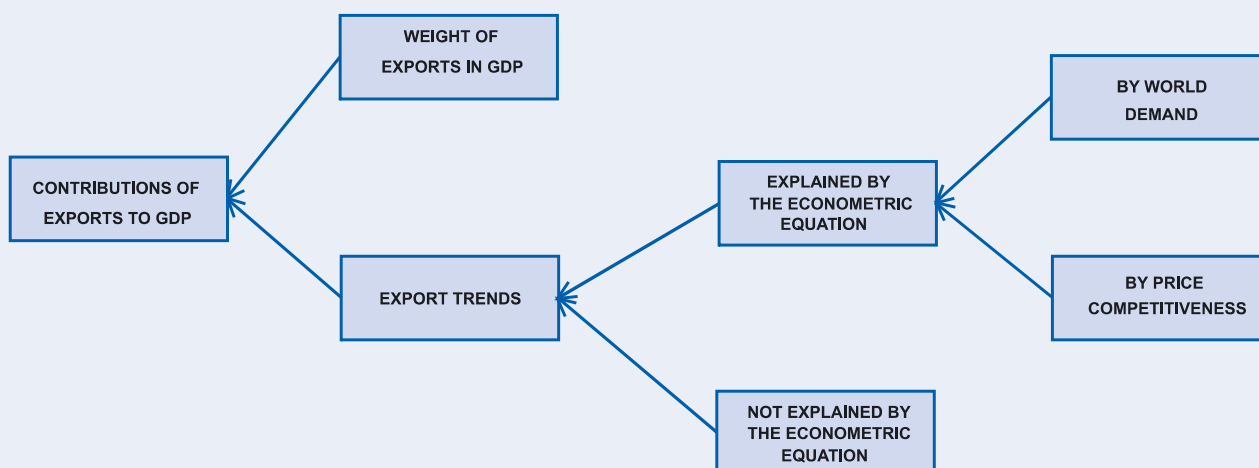 WEIGHT OF
EXPORTS IN GDP
BY WORLD
DEMAND
CONTRIBUTIONS OF
EXPORTS TO GDP
EXPLAINED BY
THE ECONOMETRIC
EQUATION
EXPORT TRENDS
BY PRICE
COMPETITIVENESS
NOT EXPLAINED BY
THE ECONOMETRIC
EQUATION